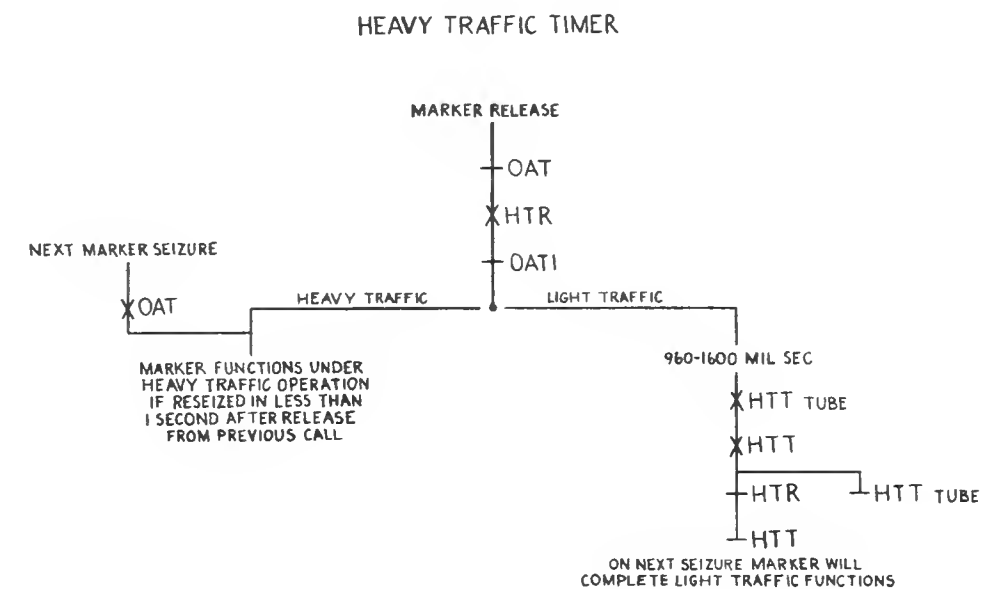 HEAVY TRAFFIC TIMER
MARKER RELEASE
OAT
HTR
OAT1
NEXT MARKER SEIZURE
OAT
HEAVY TRAFFIC
LIGHT TRAFFIC
MARKER FUNCTIONS UNDER
HEAVY TRAFFIC OPERATION
IF RESEIZED IN LESS THAN
1 SECOND AFTER RELEASE
FROM PREVIOUS CALL
960-1600 MIL SEC
HTT TUBE
HTT
HTR
HTT TUBE
HTT
ON NEXT SEIZURE MARKER WILL
COMPLETE LIGHT TRAFFIC FUNCTIONS